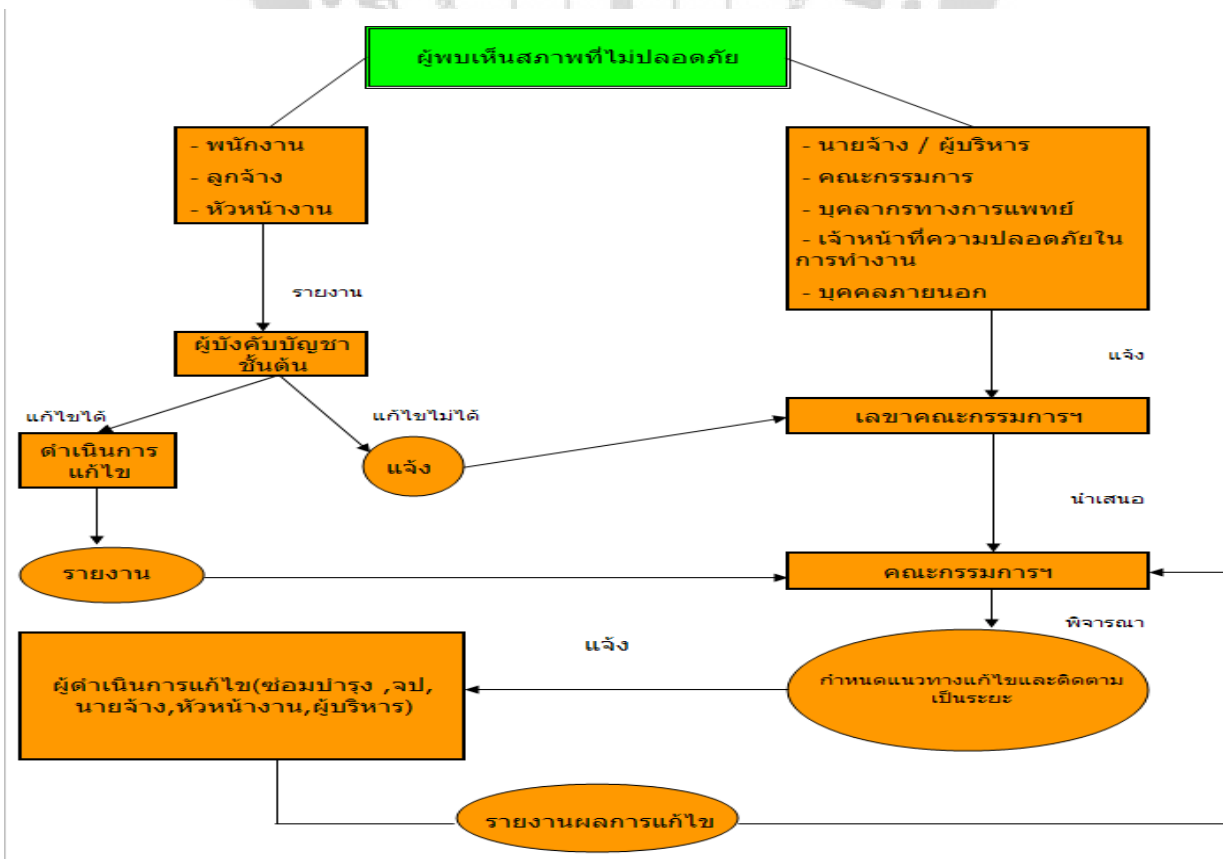 ผู้พบเห็นสภาพที่ไม่ปลอดภัย
- พนักงาน
- ลูกจ้าง
- หัวหน้างาน
- นายจ้าง / ผู้บริหาร
- คณะกรรมการ
- บุคลากรทางการแพทย์
- เจ้าหน้าที่ความปลอดภัยใน
การทำงาน
- บุคคลภายนอก
รายงาน
แจ้ง
ผู้บังคับบัญชา
ชั้นต้น
แก้ไขได้
แก้ไขไม่ได้
ดำเนินการ
แก้ไข
แจ้ง
เลขาคณะกรรมการฯ
นำเสนอ
รายงาน
คณะกรรมการฯ
พิจารณา
กำหนดแนวทางแก้ไขและติดตาม
เป็นระยะ
แจ้ง
ผู้ดำเนินการแก้ไข(ซ่อมบำรุง ,จป,
นายจ้าง,หัวหน้างาน,ผู้บริหาร)
รายงานผลการแก้ไข